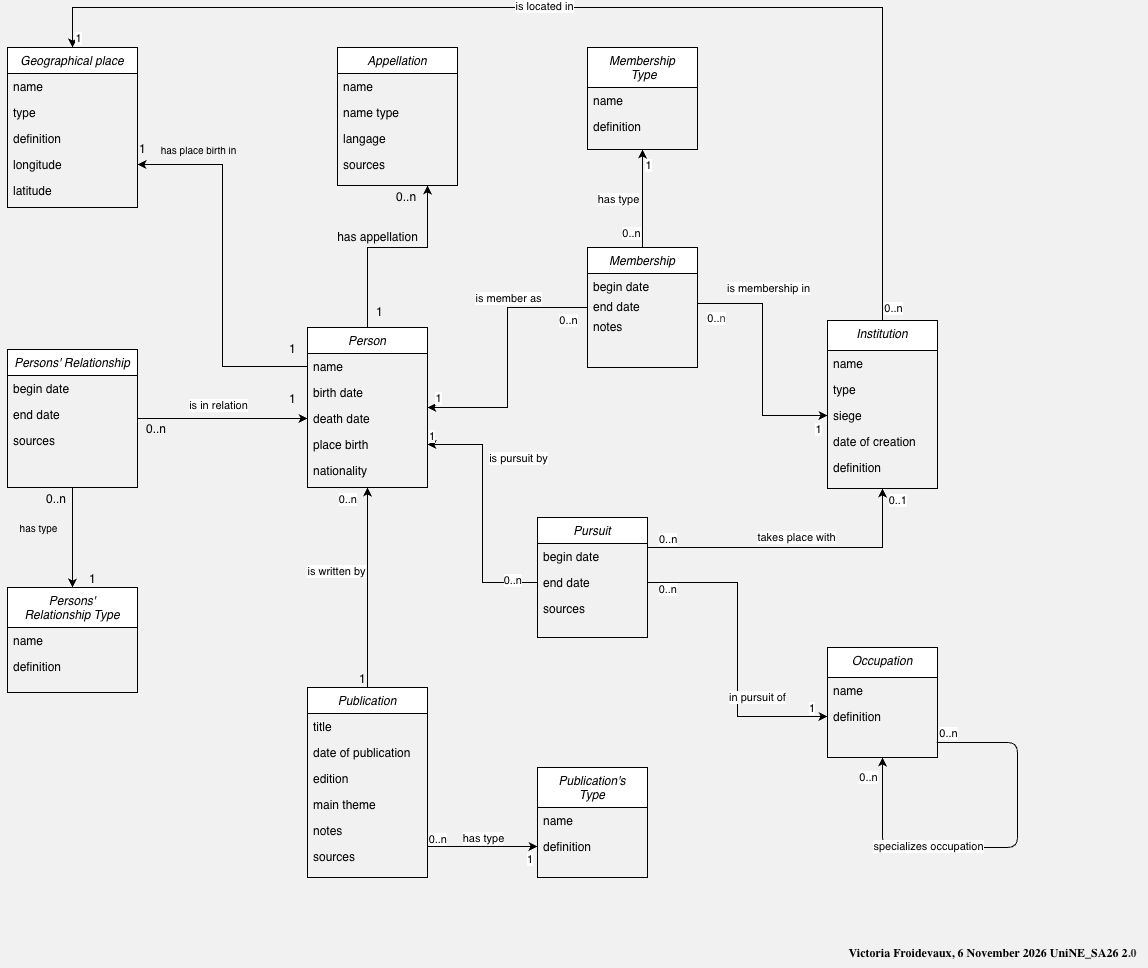 is located in
1
Geographical place
name
type
definition
longitude
latitude
Appellation
name
name type
langage
sources
Membership
Type
name
definition
1
has place birth in
0..n
has appellation
1
1
has type
0..n
Membership
begin date
end date
notes
is member as
0..n
is membership in
0..n
0..n
Institution
name
type
siege
date of creation
definition
1
Persons' Relationship
begin date
end date
sources
1
1
is in relation
0..n
Person
name
birth date
death date
place birth
nationality
1
1
is pursuit by
0..n
has type
1
0..n
is written by
1
0..1
Pursuit
begin date
end date
sources
0..n
0..n
takes place with
0..n
in pursuit of
1
Persons'
Relationship Type
name
definition
Occupation
name
definition
0..n
0..n
specializes occupation
Publication
title
date of publication
edition
main theme
notes
sources
0..n
has type
1
Publication's
Type
name
definition
Victoria Froidevaux, 6 November 2026 UniNE_SA26 2.0